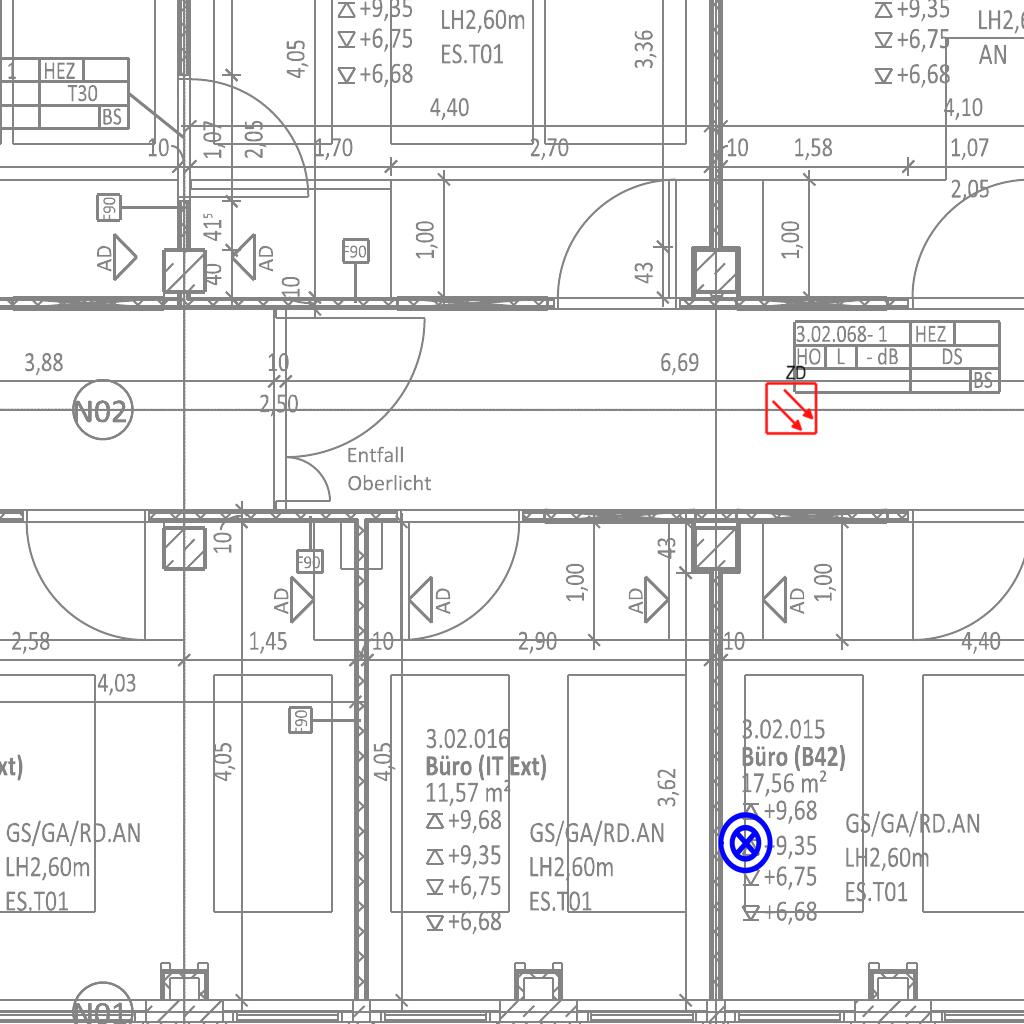 +9,35
+6,75
+6,68
LH2,60m
ES.T01
+9,35
+6,75
+6,68
AN
4,05
3,36
1 HEZ
T30
BS
4,40
4,10
10
1,07
2,05
1,70
2,70
10
1,58
1,07
2,05
F90
AD
41⁵
40
AD
F90
1,00
10
43
1,00
3,88
10
6,69
3.02.068- 1 HEZ
HO L - dB DS
BS
ZD
N02
2,50
Entfall
Oberlicht
10
F90
AD
AD
1,00
43
AD
AD
1,00
2,58
1,45
10
2,90
10
4,40
4,03
F90
4,05
4,05
3,62
3.02.016
Büro (IT Ext)
11,57 m²
+9,68
+9,35
+6,75
+6,68
GS/GA/RD.AN
LH2,60m
ES.T01
GS/GA/RD.AN
LH2,60m
ES.T01
3.02.015
Büro (B42)
17,56 m²
+9,68
+9,35
+6,75
+6,68
GS/GA/RD.AN
LH2,60m
ES.T01
N01